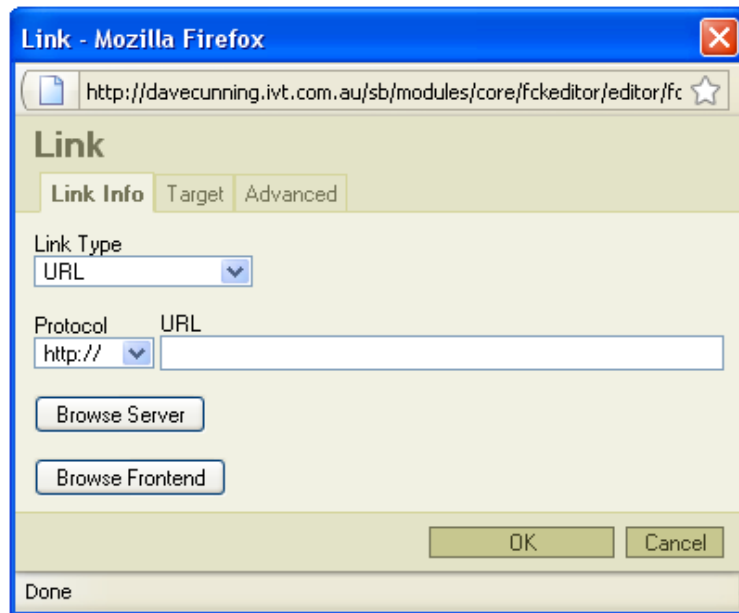 Link - Mozilla Firefox
http://davecunning.ivt.com.au/sb/modules/core/fckeditor/editor/fc
Link
Link Info Target Advanced
Link Type
URL
Protocol URL
http://
Browse Server
Browse Frontend
OK Cancel
Done